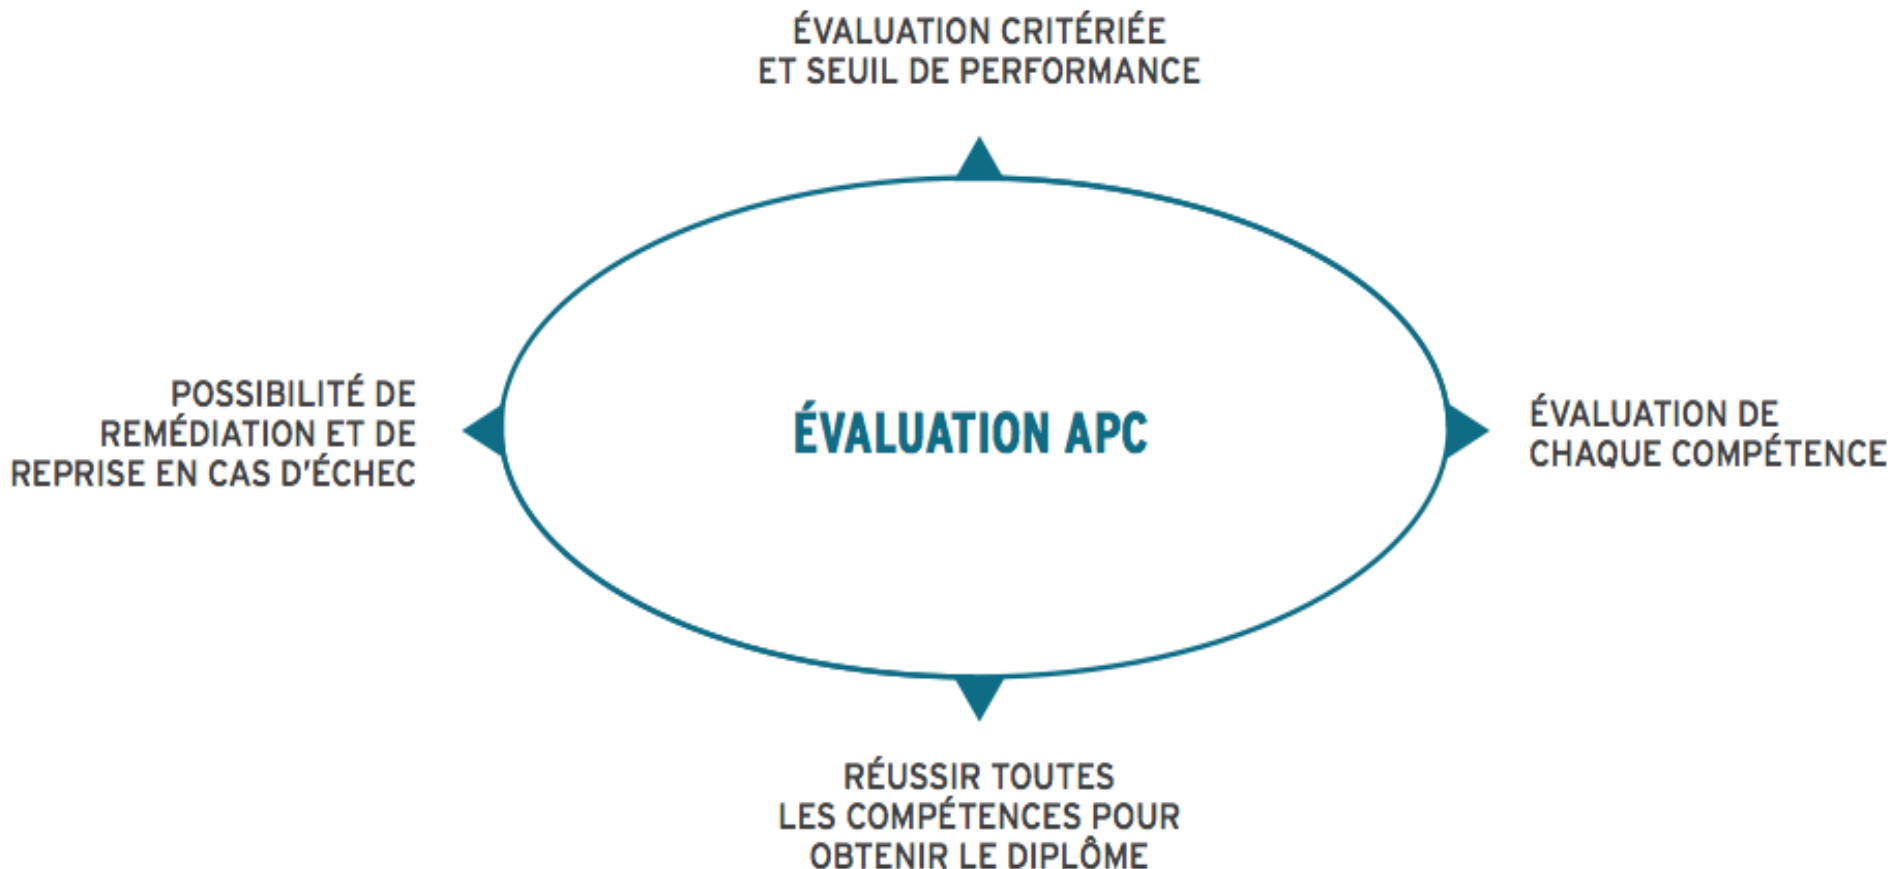 ÉVALUATION CRITÉRIÉE
ET SEUIL DE PERFORMANCE
POSSIBILITÉ DE
REMÉDIATION ET DE
REPRISE EN CAS D'ÉCHEC
ÉVALUATION APC
ÉVALUATION DE
CHAQUE COMPÉTENCE
RÉUSSIR TOUTES
LES COMPÉTENCES POUR
OBTENIR LE DIPLÔME